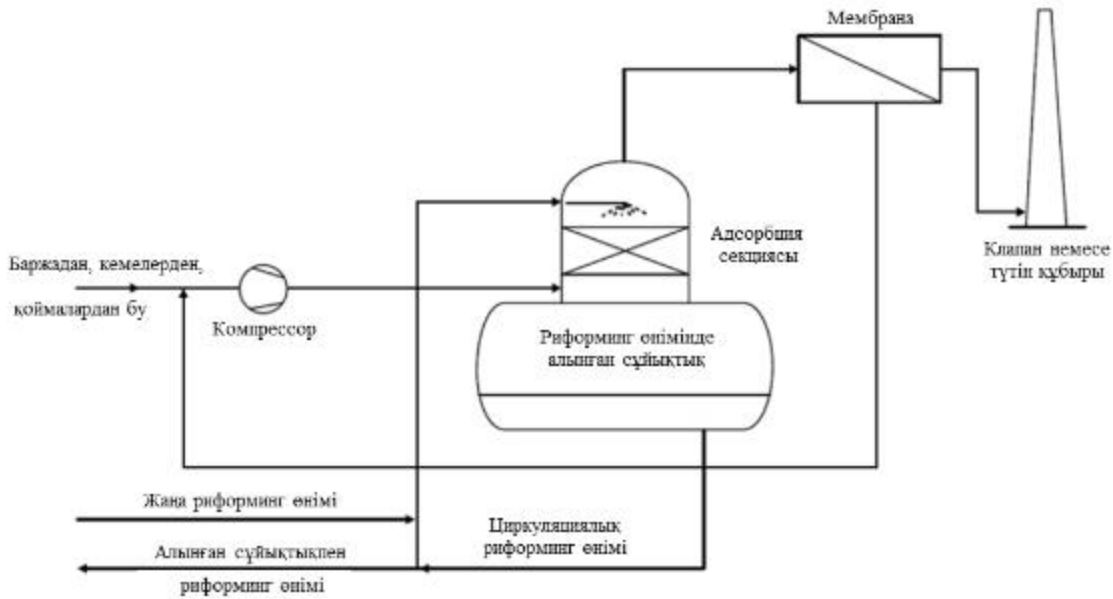 Мембрана
Адсорбция
секциясы
Клапан немесе
түтін құбыры
Баржадан, кемелерден,
қоймалардан бу
Компрессор
Риформинг өнімінде
алынған сұйықтық
Жаңа риформинг өнімі
Циркуляциялық
риформинг өнімі
Алынған сұйықтықпен
риформинг өнімі